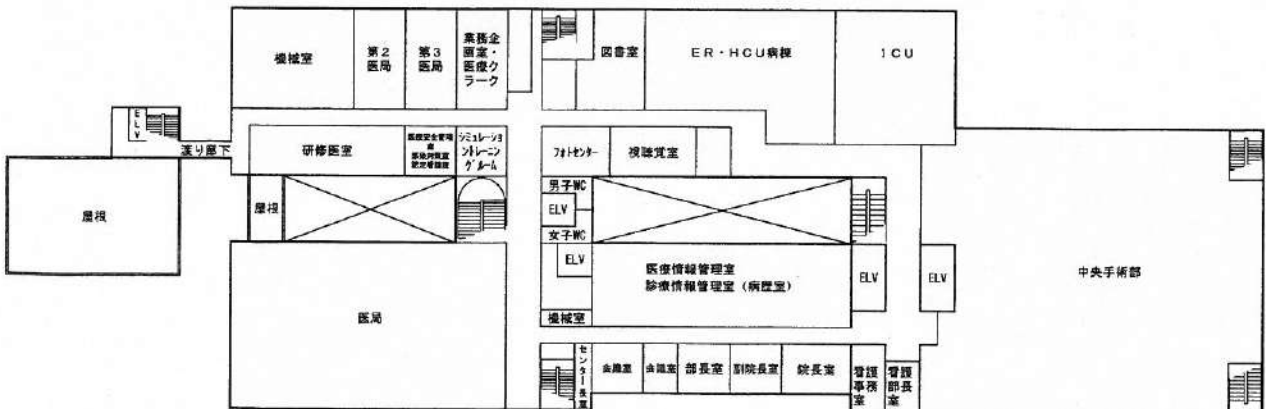 機械室
第2
医局
第3
医局
業務企
画室・
医療ク
ラーク
図書室
ER・HCU病棟
ICU
ELV
渡り廊下
研修医室
医療安全管理
シミュレーショ
ントレーニン
グルーム
フォトセンター
視聴覚室
屋根
屋根
男子WC
ELV
女子WC
ELV
医療情報管理室
診療情報管理室(病歴室)
ELV
ELV
中央手術部
医局
機械室
センター長室
会議室
会議室
部長室
副院長室
院長室
看護
事務
室
看護
部長
室